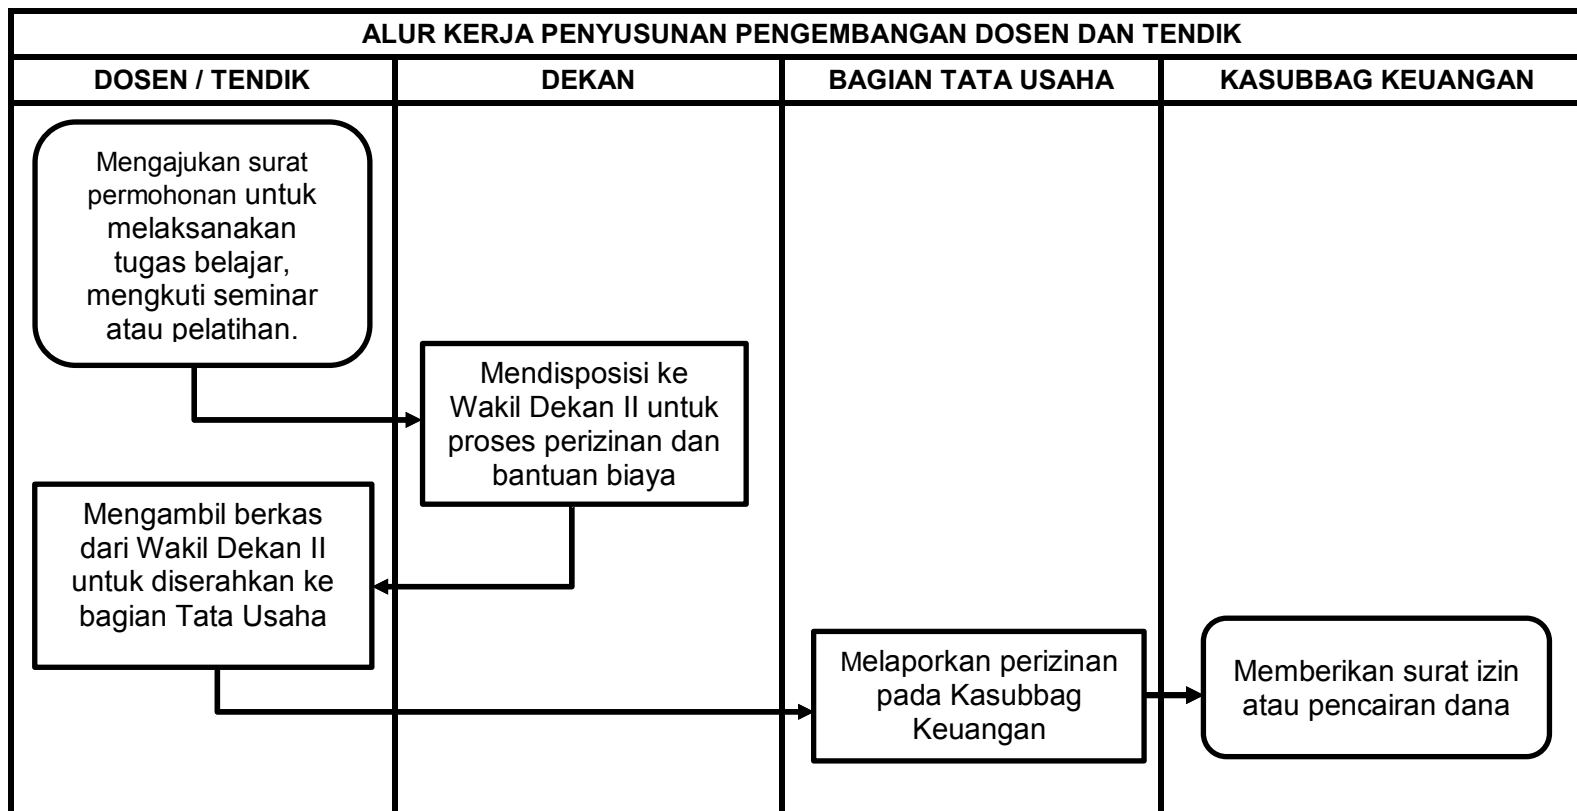 ALUR KERJA PENYUSUNAN PENGEMBANGAN DOSEN DAN TENDIK
DOSEN / TENDIK
DEKAN
BAGIAN TATA USAHA
KASUBBAG KEUANGAN
Mengajukan surat
permohonan untuk
melaksanakan
tugas belajar,
mengkuti seminar
atau pelatihan.
Mendisposisi ke
Wakil Dekan II untuk
proses perizinan dan
bantuan biaya
Mengambil berkas
dari Wakil Dekan II
untuk diserahkan ke
bagian Tata Usaha
Melaporkan perizinan
pada Kasubbag
Keuangan
Memberikan surat izin
atau pencairan dana